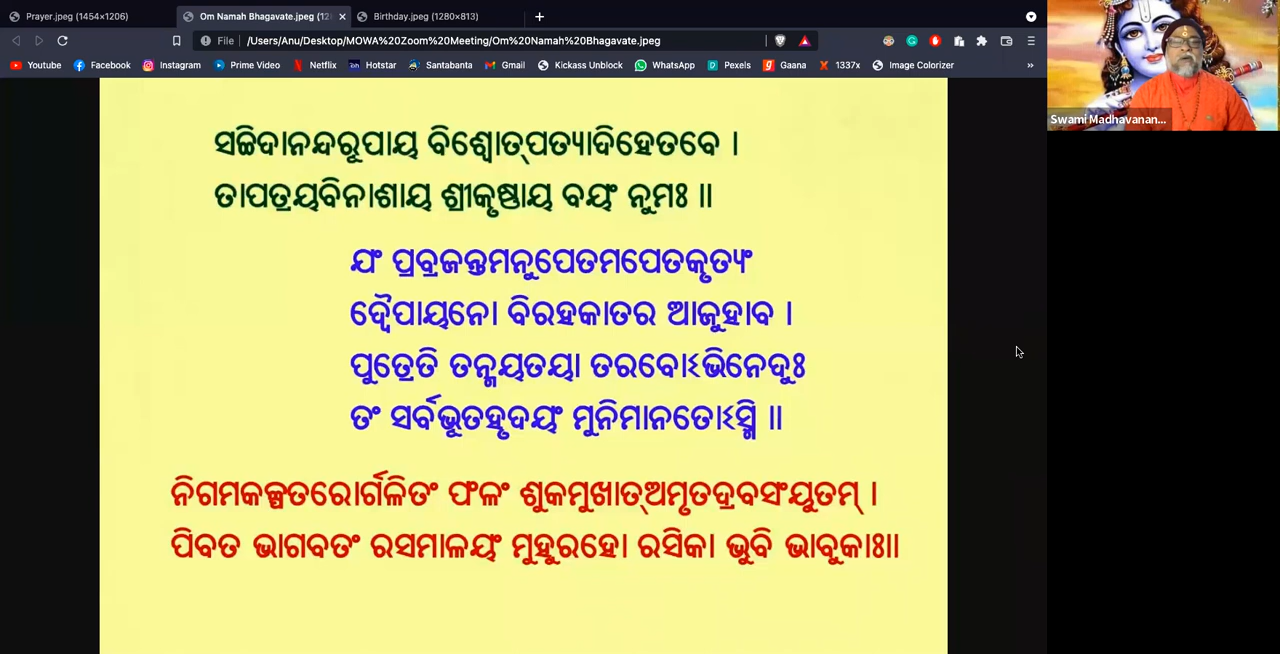 Prayer.jpeg (1454×1206)
Om Namah Bhagavate.jpeg (12
Birthday.jpeg (1280×813)
File | /Users/Anu/Desktop/MOWA%20Zoom%20Meeting/Om%20Namah%20Bhagavate.jpeg
Youtube Facebook Instagram Prime Video Netflix Hotstar Santabanta Gmail Kickass Unblock WhatsApp Pexels Gaana 1337x Image Colorizer »
Swami Madhavanan...
ସଚ୍ଚିଦାନନ୍ଦରୂପାୟ ବିଶ୍ୱୋତ୍‌ପତ୍ୟାଦିହେତବେ ।
ତାପତ୍ରୟବିନାଶାୟ ଶ୍ରୀକୃଷ୍ଣାୟ ବୟଂ ନୁମଃ ॥
ଯଂ ପ୍ରବ୍ରଜନ୍ତମନୁପେତମପେତକୃତ୍ୟଂ
ଦ୍ୱୈପାୟନୋ ବିରହକାତର ଆଜୁହାବ ।
ପୁତ୍ରେତି ତନ୍ମୟତୟା ତରବୋଽଭିନେଦୁଃ
ତଂ ସର୍ବଭୂତହୃଦୟଂ ମୁନିମାନତୋଽସ୍ମି ॥
ନିଗମକଳ୍ପତରୋର୍ଗଳିତଂ ଫଳଂ ଶୁକମୁଖାତ୍‌ଅମୃତଦ୍ରବସଂଯୁତମ୍ ।
ପିବତ ଭାଗବତଂ ରସମାଳୟଂ ମୁହୁରହୋ ରସିକା ଭୁବି ଭାବୁକାଃ॥